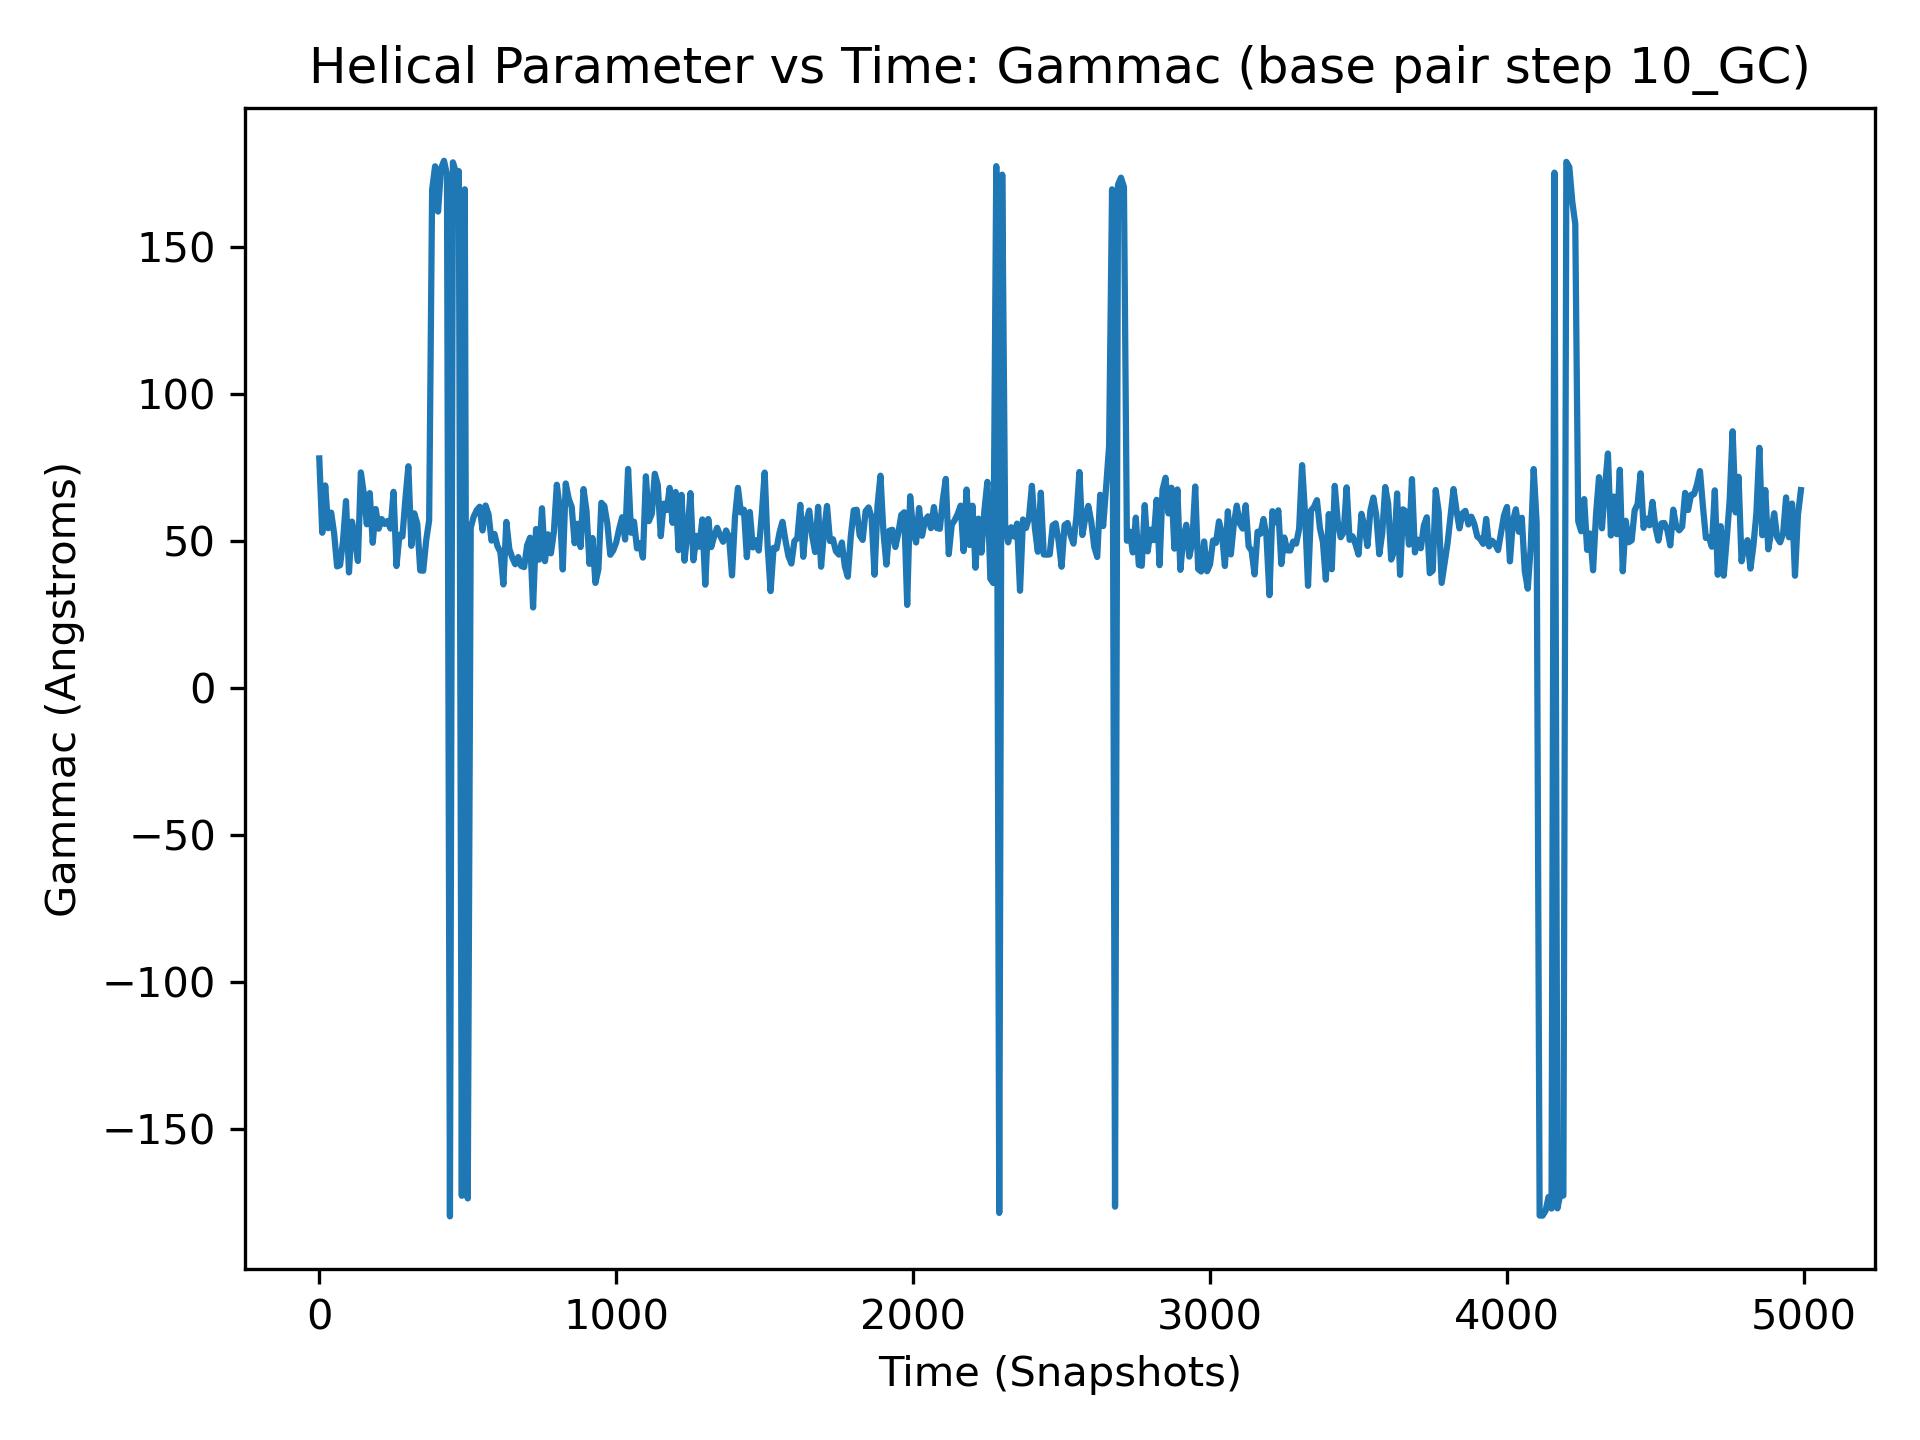 Helical Parameter vs Time: Gammac (base pair step 10_GC)
Gammac (Angstroms)
150
100
50
0
−50
−100
−150
0 1000 2000 3000 4000 5000
Time (Snapshots)